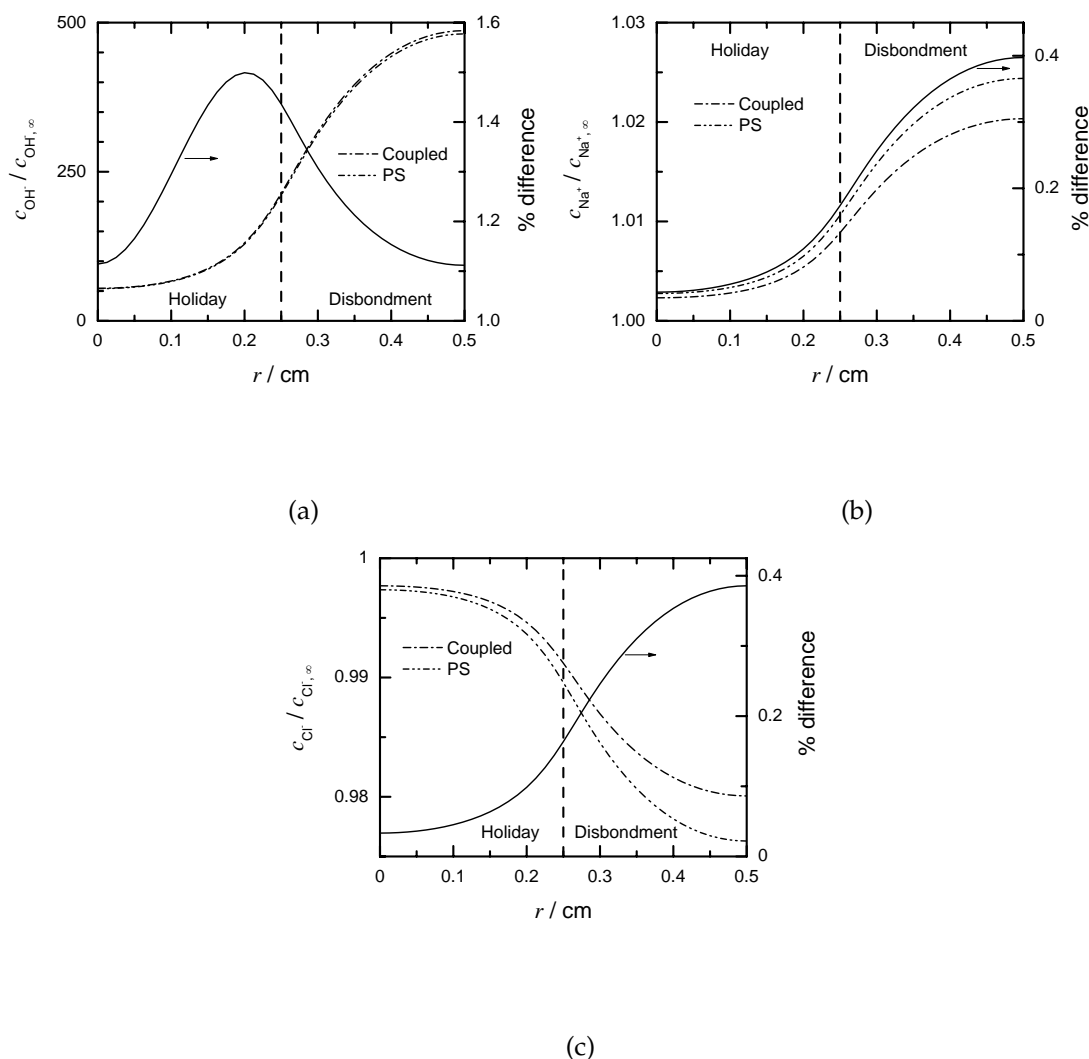 500
250
0
c_OH⁻ / c_OH⁻, ∞
Coupled
PS
Holiday
Disbondment
1.6
1.4
1.2
1.0
% difference
0
0.1
0.2
0.3
0.4
0.5
r / cm
(a)
1.03
1.02
1.01
1.00
c_Na⁺ / c_Na⁺, ∞
Holiday
Disbondment
Coupled
PS
0.4
0.2
0
% difference
0
0.1
0.2
0.3
0.4
0.5
r / cm
(b)
1
0.99
0.98
c_Cl⁻ / c_Cl⁻, ∞
Coupled
PS
Holiday
Disbondment
0.4
0.2
0
% difference
0
0.1
0.2
0.3
0.4
0.5
r / cm
(c)